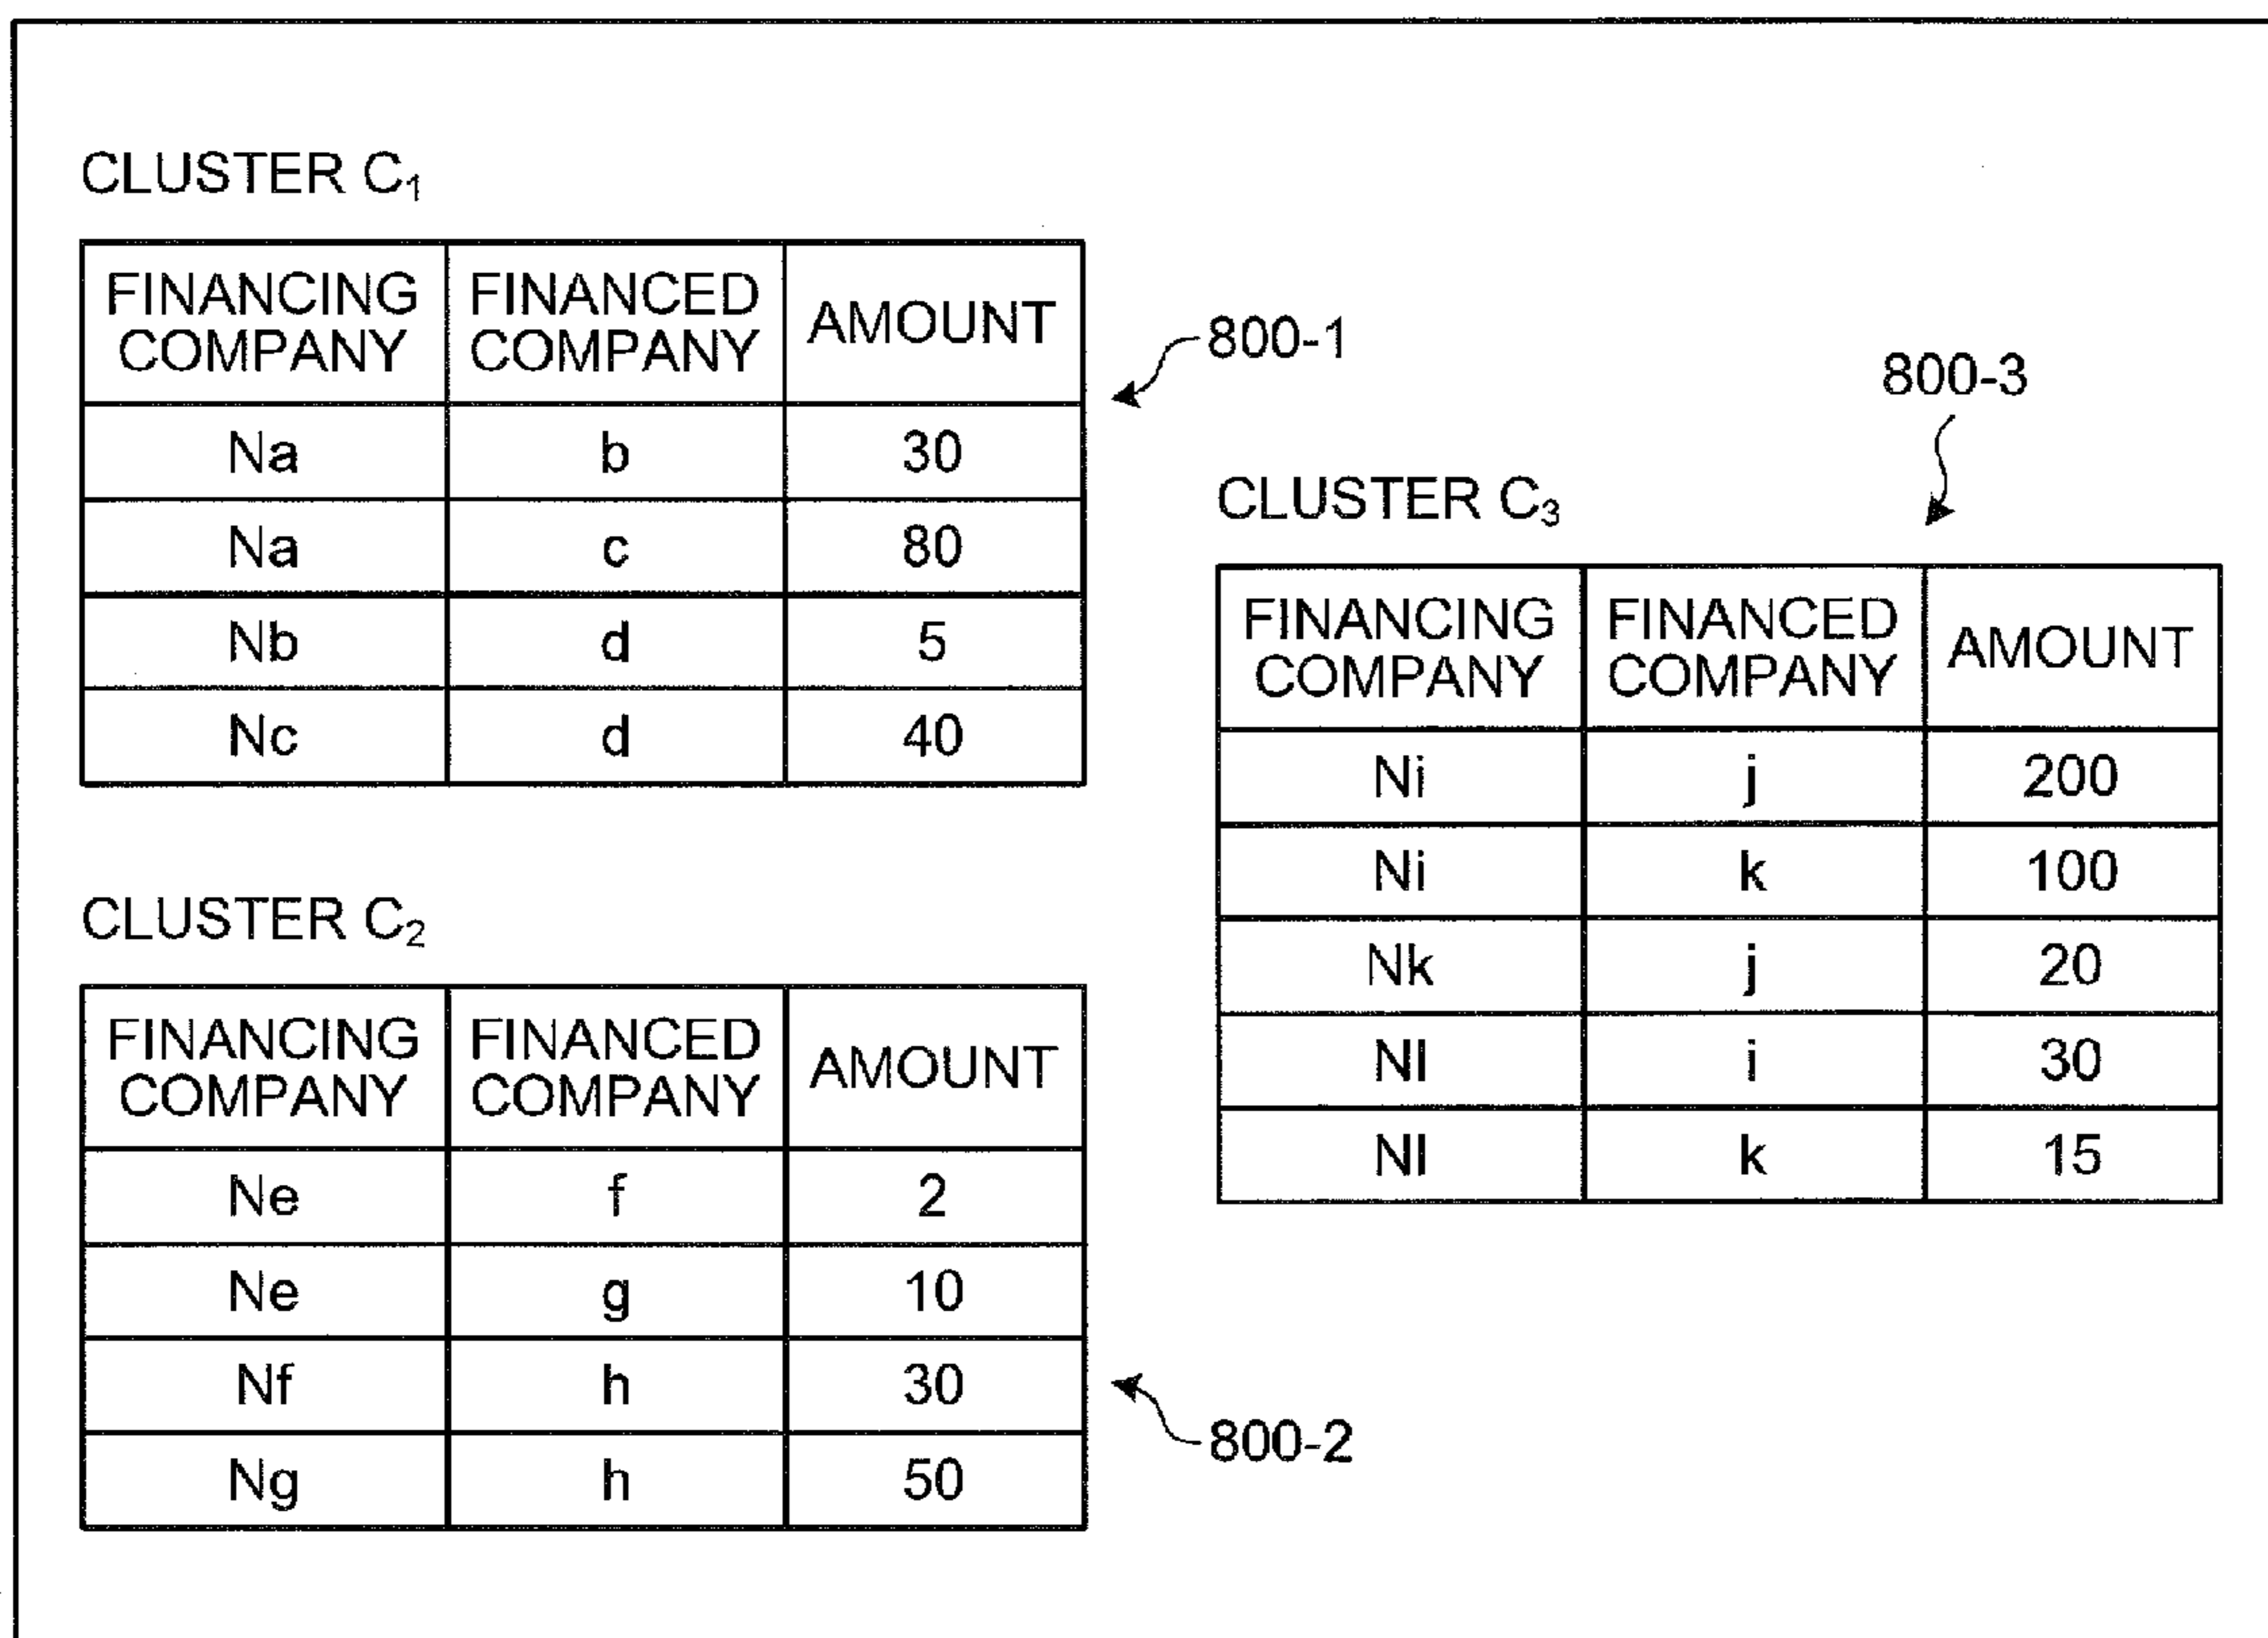 CLUSTER C₁
FINANCING COMPANY FINANCED COMPANY AMOUNT
Na b 30
Na c 80
Nb d 5
Nc d 40
800-1
CLUSTER C₂
FINANCING COMPANY FINANCED COMPANY AMOUNT
Ne f 2
Ne g 10
Nf h 30
Ng h 50
800-2
800-3
CLUSTER C₃
FINANCING COMPANY FINANCED COMPANY AMOUNT
Ni j 200
Ni k 100
Nk j 20
Nl i 30
Nl k 15